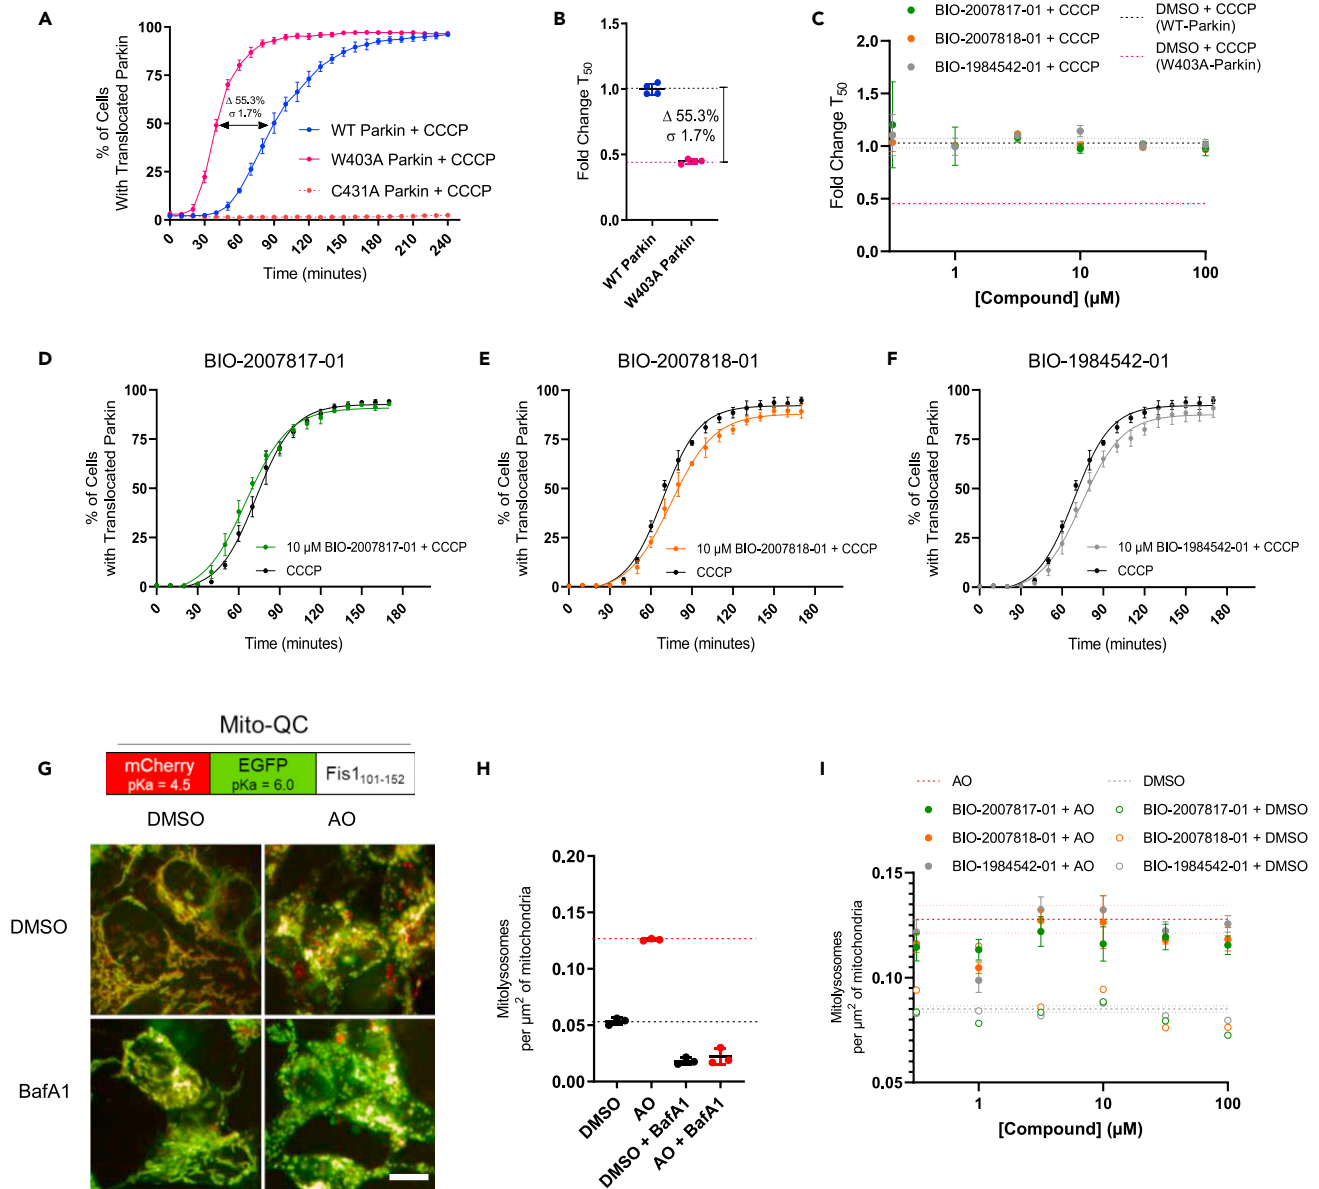 A
% of Cells
With Translocated Parkin
100
75
50
25
0
Δ 55.3%
σ 1.7%
WT Parkin + CCCP
W403A Parkin + CCCP
C431A Parkin + CCCP
0 30 60 90 120 150 180 210 240
Time (minutes)
B
Fold Change T50
1.5
1.0
0.5
0.0
Δ 55.3%
σ 1.7%
WT Parkin
W403A Parkin
C
BIO-2007817-01 + CCCP
BIO-2007818-01 + CCCP
BIO-1984542-01 + CCCP
DMSO + CCCP
(WT-Parkin)
DMSO + CCCP
(W403A-Parkin)
Fold Change T50
2.0
1.5
1.0
0.5
0.0
1 10 100
[Compound] (µM)
D
BIO-2007817-01
% of Cells
with Translocated Parkin
100
75
50
25
0
10 µM BIO-2007817-01 + CCCP
CCCP
0 30 60 90 120 150 180
Time (minutes)
E
BIO-2007818-01
% of Cells
with Translocated Parkin
100
75
50
25
0
10 µM BIO-2007818-01 + CCCP
CCCP
0 30 60 90 120 150 180
Time (minutes)
F
BIO-1984542-01
% of Cells
with Translocated Parkin
100
75
50
25
0
10 µM BIO-1984542-01 + CCCP
CCCP
0 30 60 90 120 150 180
Time (minutes)
G
Mito-QC
mCherry
pKa = 4.5
EGFP
pKa = 6.0
Fis1101-152
DMSO AO
DMSO
BafA1
H
Mitolysosomes
per µm2 of mitochondria
0.20
0.15
0.10
0.05
0.00
DMSO
AO
DMSO + BafA1
AO + BafA1
I
AO
DMSO
BIO-2007817-01 + AO
BIO-2007817-01 + DMSO
BIO-2007818-01 + AO
BIO-2007818-01 + DMSO
BIO-1984542-01 + AO
BIO-1984542-01 + DMSO
Mitolysosomes
per µm2 of mitochondria
0.15
0.10
0.05
1 10 100
[Compound] (µM)